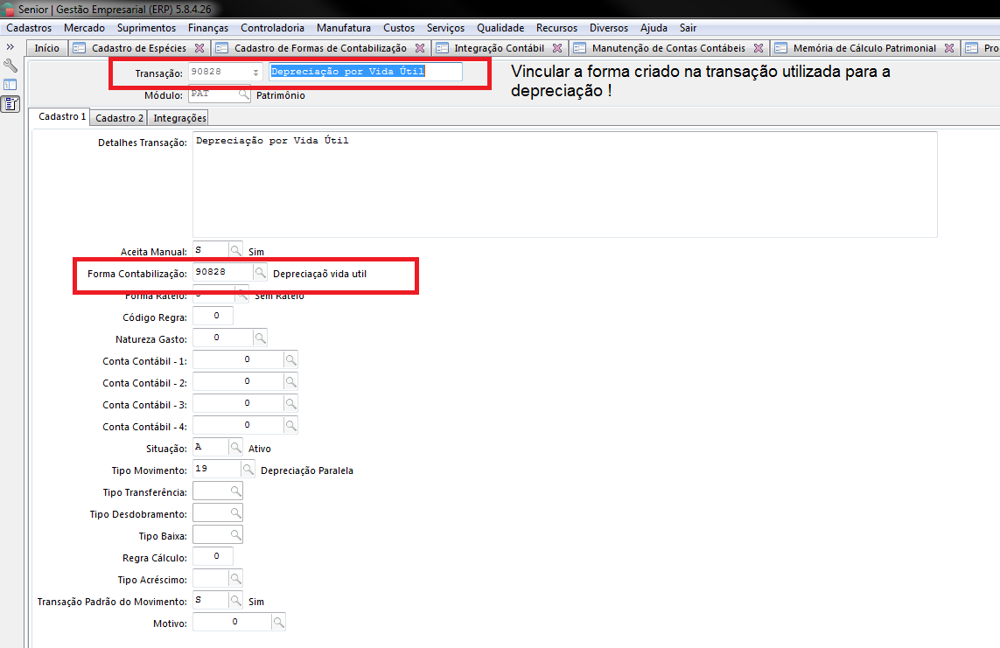 Senior | Gestão Empresarial (ERP) 5.8.4.26
Cadastros Mercado Suprimentos Finanças Controladoria Manufatura Custos Serviços Qualidade Recursos Diversos Ajuda Sair
Início Cadastro de Espécies Cadastro de Formas de Contabilização Integração Contábil Manutenção de Contas Contábeis Memória de Cálculo Patrimonial Pro
Transação: 90828 Depreciação por Vida Útil
Vincular a forma criado na transação utilizada para a
depreciação !
Módulo: PAT Patrimônio
Cadastro 1 Cadastro 2 Integrações
Detalhes Transação: Depreciação por Vida Útil
Aceita Manual: S Sim
Forma Contabilização: 90828 Depreciaçaõ vida util
Forma Rateio: Sem Rateio
Código Regra: 0
Natureza Gasto: 0
Conta Contábil - 1: 0
Conta Contábil - 2: 0
Conta Contábil - 3: 0
Conta Contábil - 4: 0
Situação: A Ativo
Tipo Movimento: 19 Depreciação Paralela
Tipo Transferência:
Tipo Desdobramento:
Tipo Baixa:
Regra Cálculo: 0
Tipo Acréscimo:
Transação Padrão do Movimento: S Sim
Motivo: 0